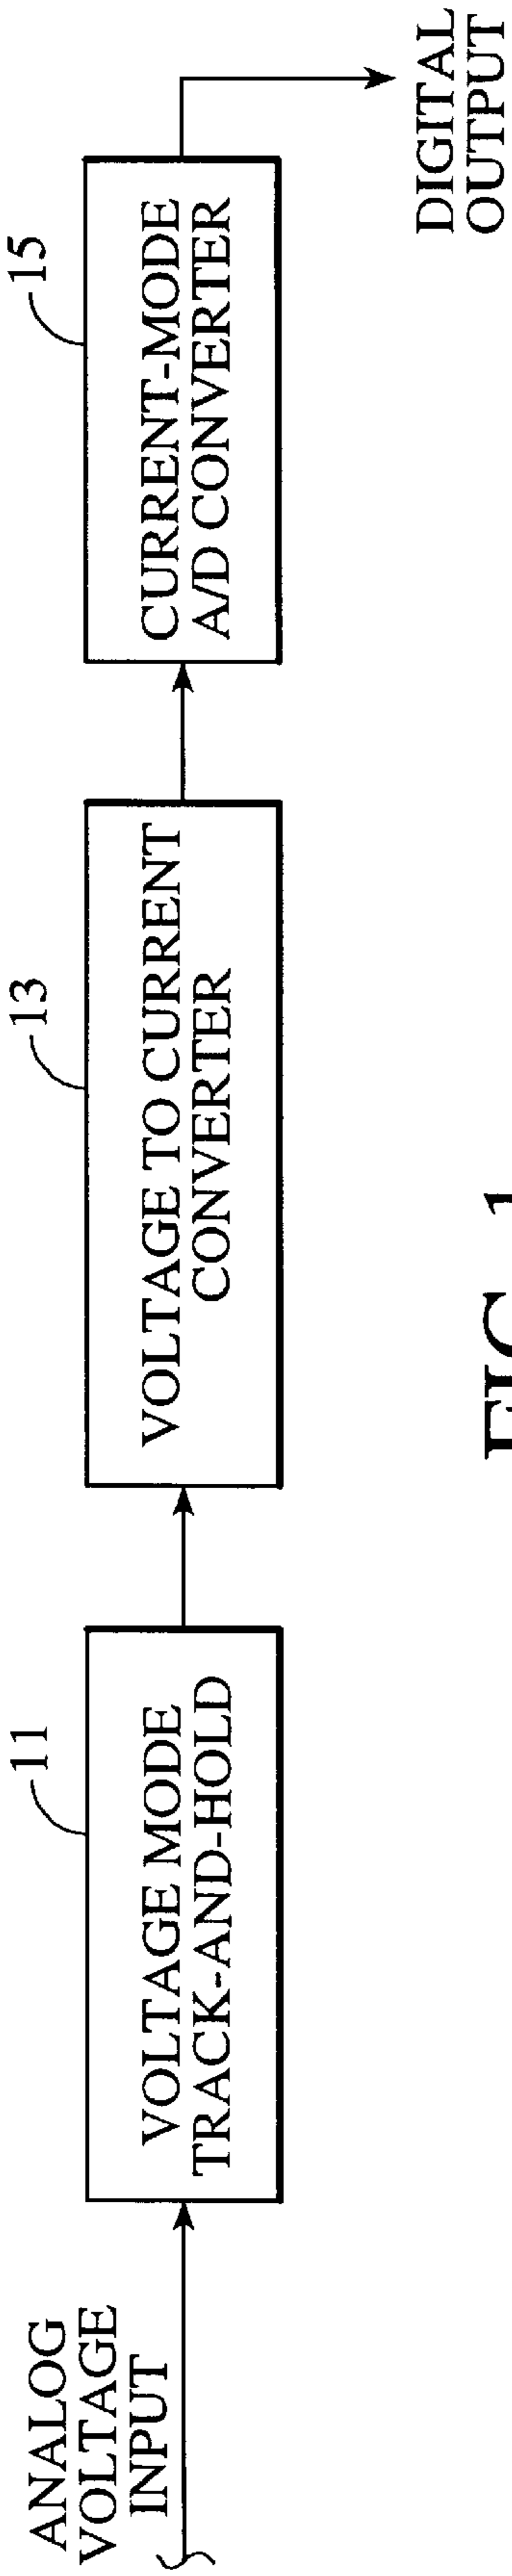 ANALOG
VOLTAGE
INPUT
11
VOLTAGE MODE
TRACK-AND-HOLD
13
VOLTAGE TO CURRENT
CONVERTER
15
CURRENT-MODE
A/D CONVERTER
DIGITAL
OUTPUT